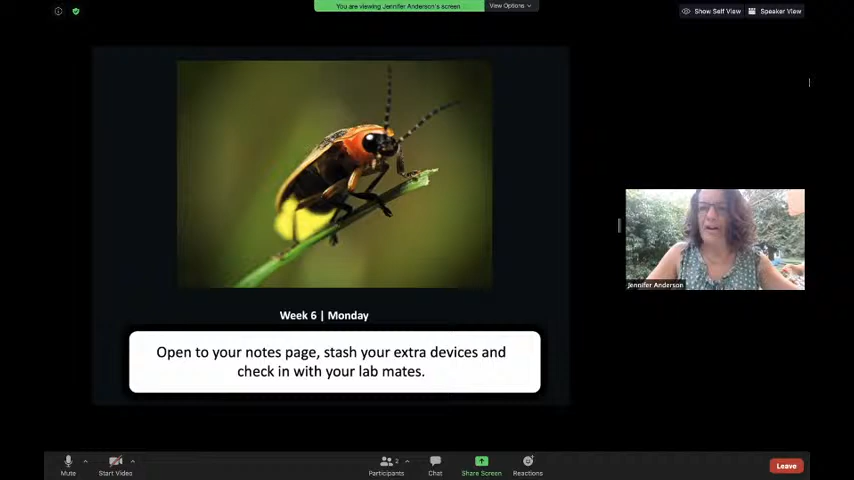 You are viewing Jennifer Anderson's screen
View Options
Show Self View
Speaker View
Jennifer Anderson
Week 6 | Monday
Open to your notes page, stash your extra devices and
check in with your lab mates.
Mute
Start Video
Participants
2
Chat
Share Screen
Reactions
Leave